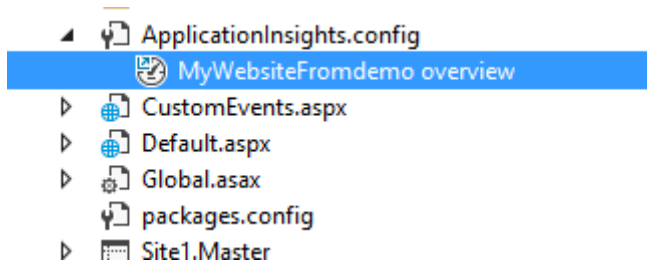 ApplicationInsights.config
MyWebsiteFromdemo overview
CustomEvents.aspx
Default.aspx
Global.asax
packages.config
Site1.Master